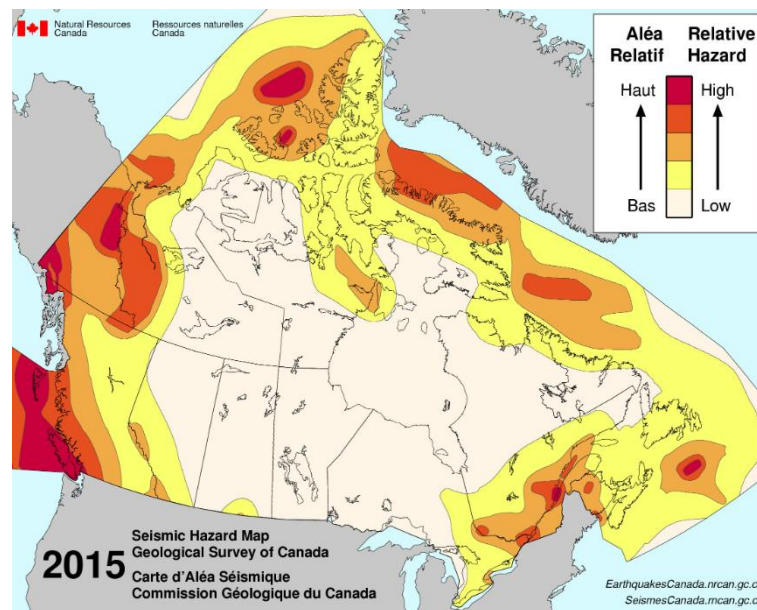 Natural Resources Canada
Ressources naturelles Canada
Aléa Relatif
Relative Hazard
Haut
High
Bas
Low
2015
Seismic Hazard Map
Geological Survey of Canada
Carte d'Aléa Séismique
Commission Géologique du Canada
EarthquakesCanada.nrcan.gc.c
SeismesCanada.rncan.gc.c